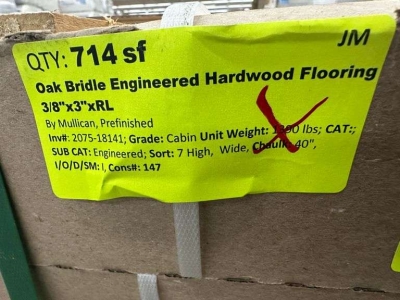 JM
QTY: 714 sf
Oak Bridle Engineered Hardwood Flooring
3/8"x3"xRL
By Mullican, Prefinished
Inv#: 2075-18141; Grade: Cabin Unit Weight: lbs; CAT:;
SUB CAT: Engineered; Sort: 7 High, Wide, 40",
I/O/D/SM: I, Cons#: 147